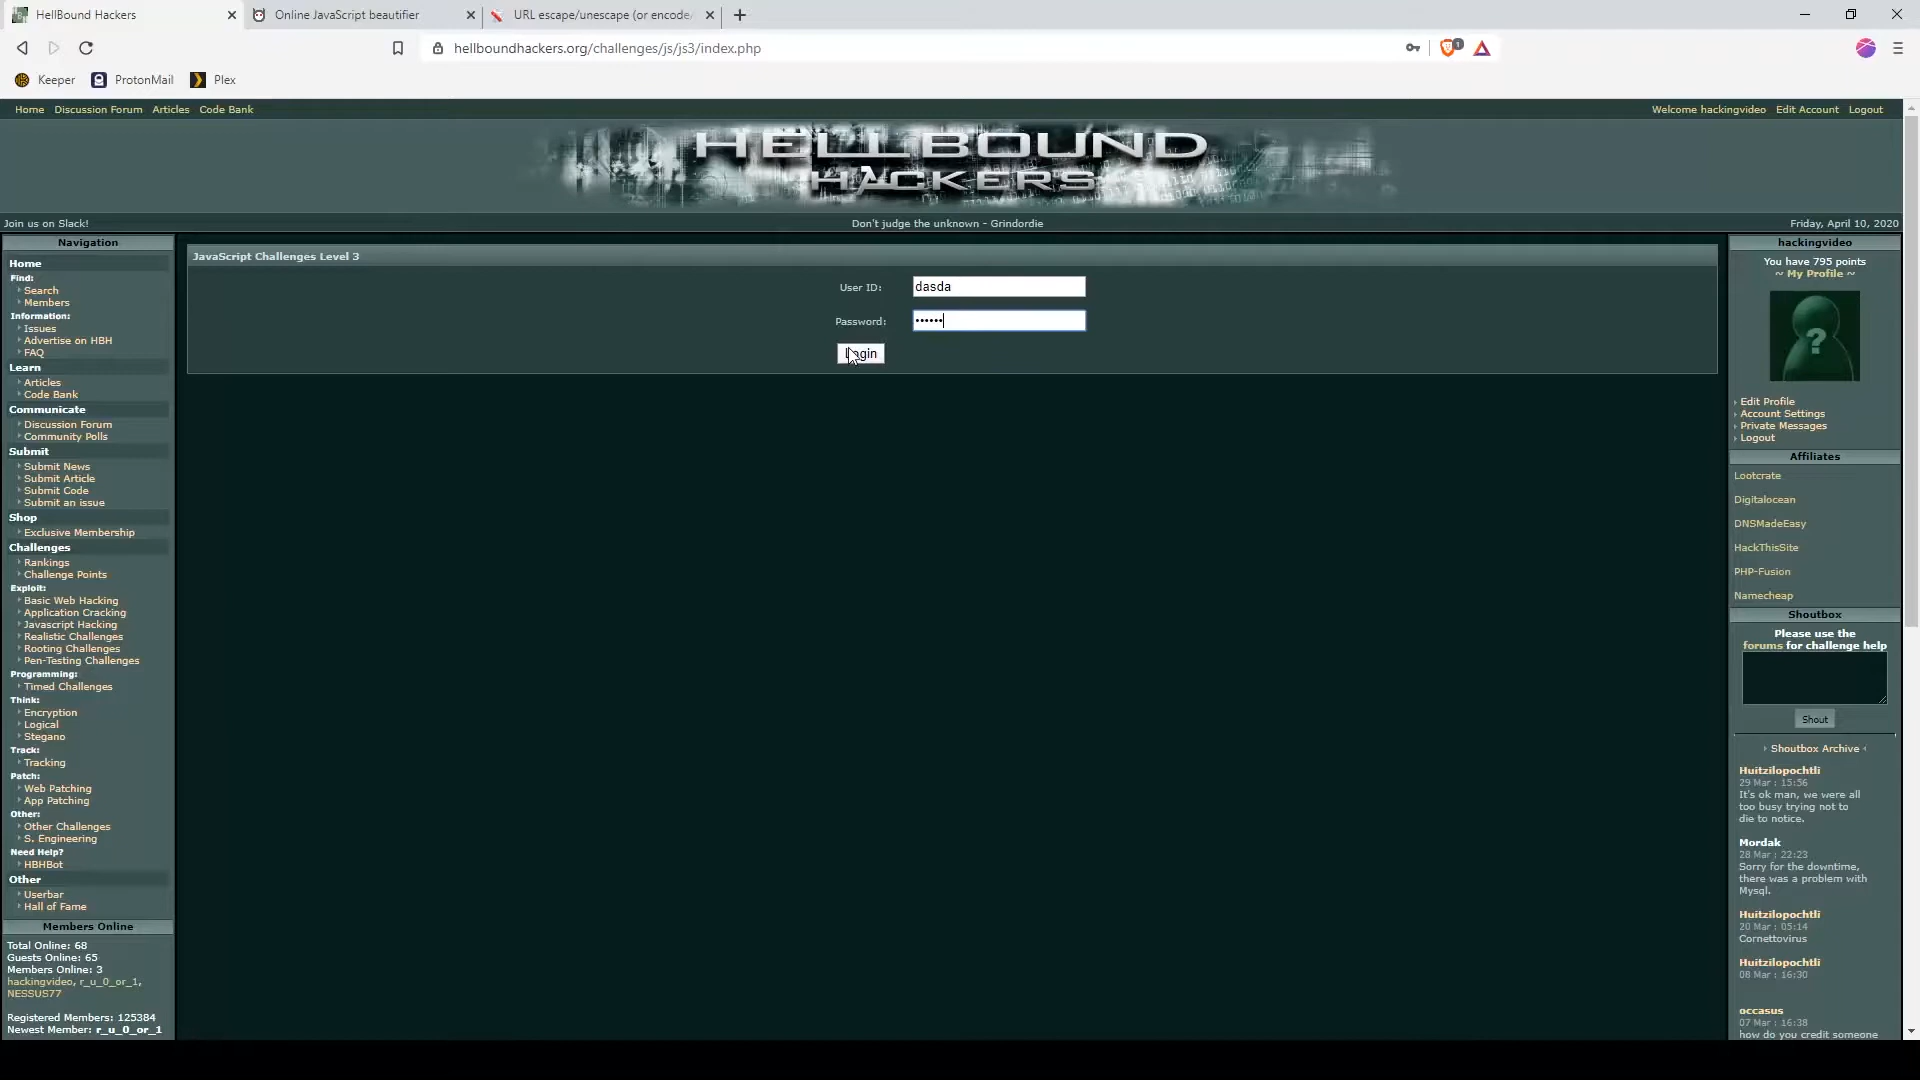 HellBound Hackers
Online JavaScript beautifier
URL escape/unescape (or encode/
hellboundhackers.org/challenges/js/js3/index.php
1
Keeper
ProtonMail
Plex
Home
Discussion Forum
Articles
Code Bank
Welcome hackingvideo
Edit Account
Logout
HELLBOUND
HACKERS
Join us on Slack!
Don't judge the unknown - Grindordie
Friday, April 10, 2020
Navigation
Home
Find:
Search
Members
Information:
Issues
Advertise on HBH
FAQ
Learn
Articles
Code Bank
Communicate
Discussion Forum
Community Polls
Submit
Submit News
Submit Article
Submit Code
Submit an issue
Shop
Exclusive Membership
Challenges
Rankings
Challenge Points
Exploit:
Basic Web Hacking
Application Cracking
Javascript Hacking
Realistic Challenges
Rooting Challenges
Pen-Testing Challenges
Programming:
Timed Challenges
Think:
Encryption
Logical
Stegano
Track:
Tracking
Patch:
Web Patching
App Patching
Other:
Other Challenges
S. Engineering
Need Help?
HBHBot
Other
Userbar
Hall of Fame
Members Online
Total Online: 68
Guests Online: 65
Members Online: 3
hackingvideo, r_u_0_or_1,
NESSUS77
Registered Members: 125384
Newest Member: r_u_0_or_1
JavaScript Challenges Level 3
User ID:
dasda
Password:
••••••
Login
hackingvideo
You have 795 points
~ My Profile ~
?
Edit Profile
Account Settings
Private Messages
Logout
Affiliates
Lootcrate
Digitalocean
DNSMadeEasy
HackThisSite
PHP-Fusion
Namecheap
Shoutbox
Please use the
forums for challenge help
Shout
Shoutbox Archive
Huitzilopochtli
29 Mar : 15:56
It's ok man, we were all
too busy trying not to
die to notice.
Mordak
28 Mar : 22:23
Sorry for the downtime,
there was a problem with
Mysql.
Huitzilopochtli
20 Mar : 05:14
Cornettovirus
Huitzilopochtli
08 Mar : 16:30
occasus
07 Mar : 16:38
how do you credit someone